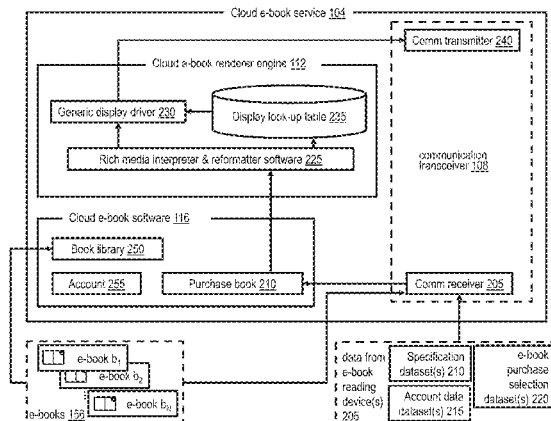 Cloud e-book service 104
Comm transmitter 240
Cloud e-book renderer engine 112
Generic display driver 230
Display look-up table 235
Rich media interpreter & reformatter software 225
communication
transceiver 108
Cloud e-book software 116
Book library 250
Account 255
Purchase book 210
Comm receiver 205
e-book b1
e-book b2
e-book bN
e-books 156
data from
e-book
reading
device(s)
205
Specification
dataset(s) 210
Account data
dataset(s) 215
e-book
purchase
selection
dataset(s) 220